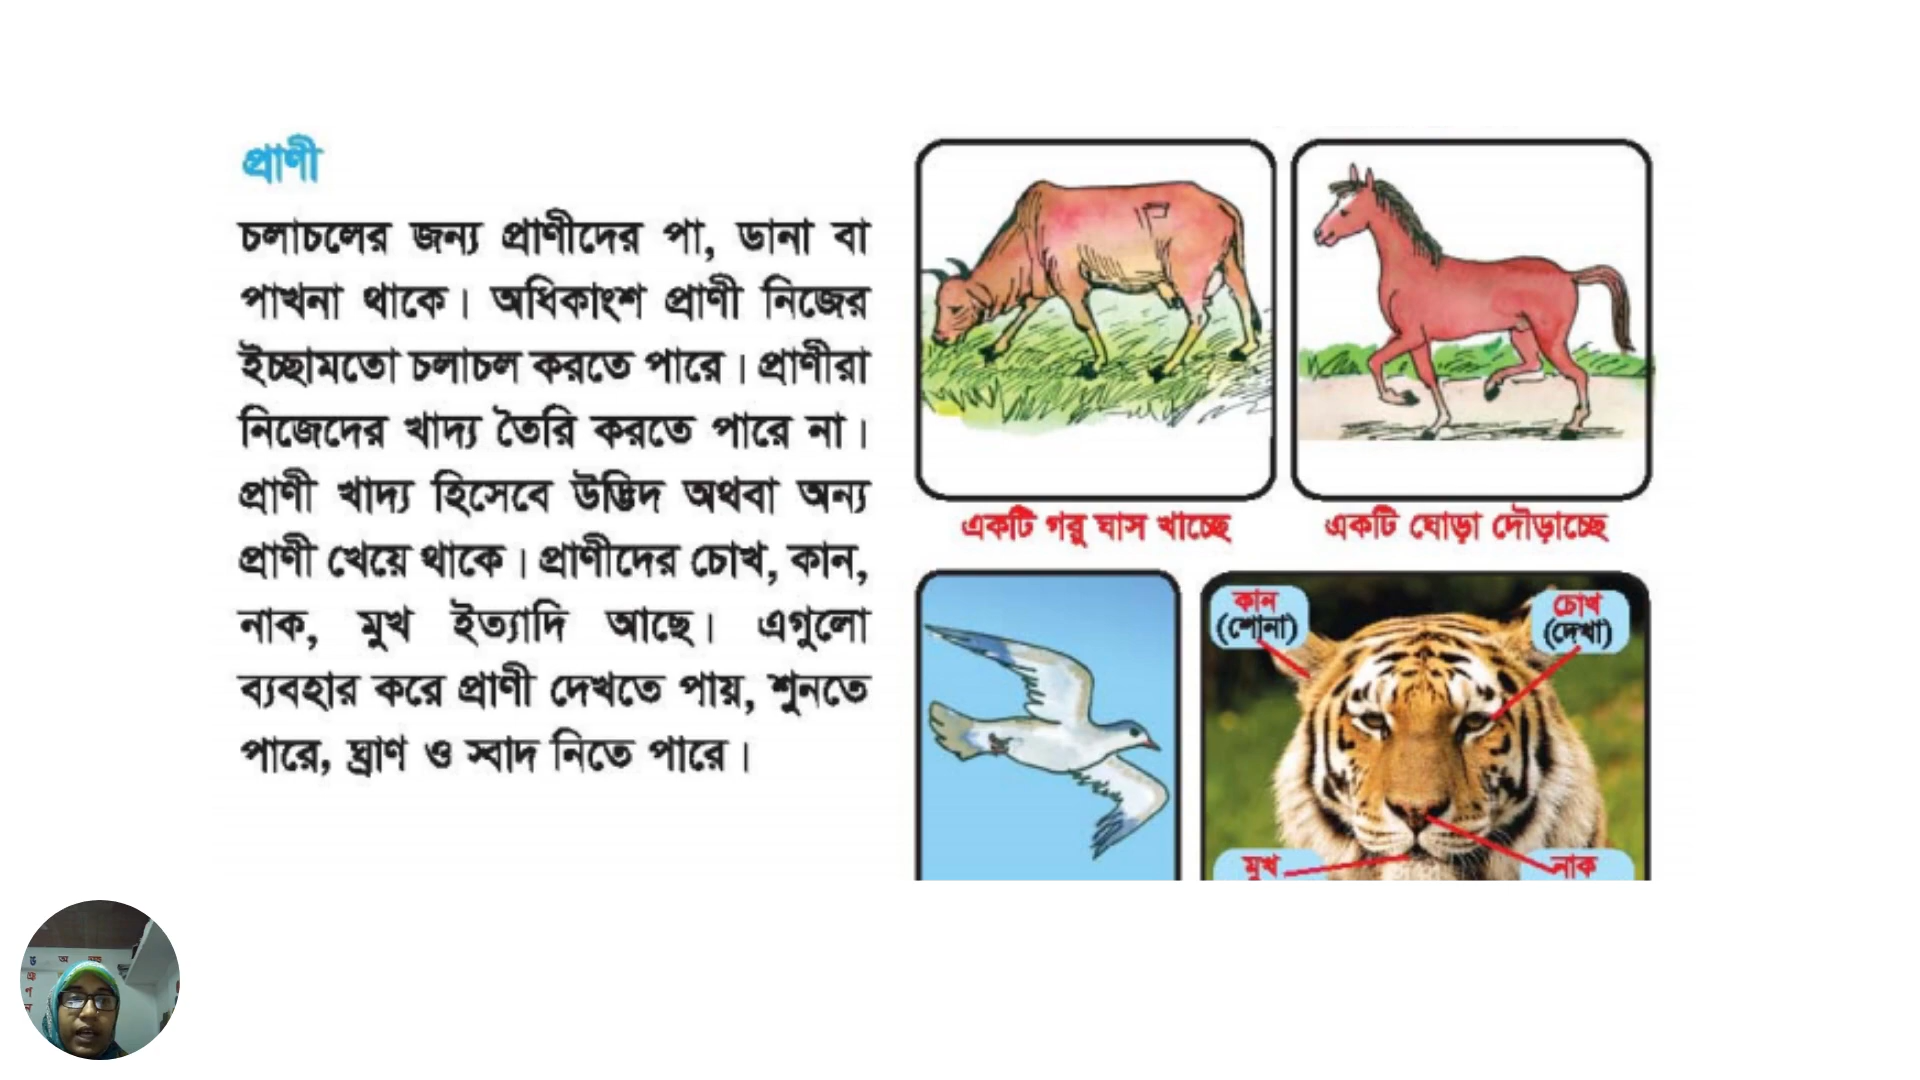 প্রাণী
চলাচলের জন্য প্রাণীদের পা, ডানা বা
পাখনা থাকে। অধিকাংশ প্রাণী নিজের
ইচ্ছামতো চলাচল করতে পারে। প্রাণীরা
নিজেদের খাদ্য তৈরি করতে পারে না।
প্রাণী খাদ্য হিসেবে উদ্ভিদ অথবা অন্য
প্রাণী খেয়ে থাকে। প্রাণীদের চোখ, কান,
নাক, মুখ ইত্যাদি আছে। এগুলো
ব্যবহার করে প্রাণী দেখতে পায়, শুনতে
পারে, ঘ্রাণ ও স্বাদ নিতে পারে।
একটি গরু ঘাস খাচ্ছে
একটি ঘোড়া দৌড়াচ্ছে
কান
(শোনা)
চোখ
(দেখা)
মুখ
নাক